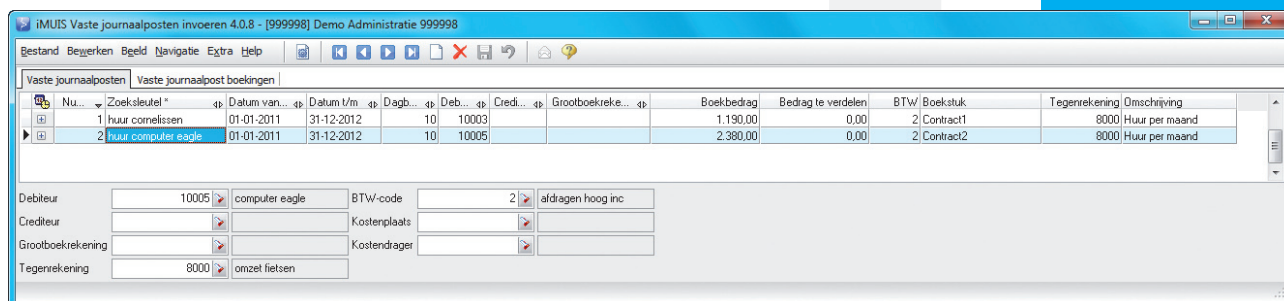 iMUIS Vaste journaalposten invoeren 4.0.8 - [999998] Demo Administratie 999998
Bestand Bewerken Beeld Navigatie Extra Help
Vaste journaalposten Vaste journaalpost boekingen
Nu... Zoeksleutel * Datum van... Datum t/m Dagb... Deb... Credi... Grootboekreke... Boekbedrag Bedrag te verdelen BTW Boekstuk Tegenrekening Omschrijving
1 huur cornelissen 01-01-2011 31-12-2012 10 10003 1.190,00 0,00 2 Contract1 8000 Huur per maand
2 huur computer eagle 01-01-2011 31-12-2012 10 10005 2.380,00 0,00 2 Contract2 8000 Huur per maand
Debiteur 10005 computer eagle BTW-code 2 afdragen hoog inc
Crediteur Kostenplaats
Grootboekrekening Kostendrager
Tegenrekening 8000 omzet fietsen